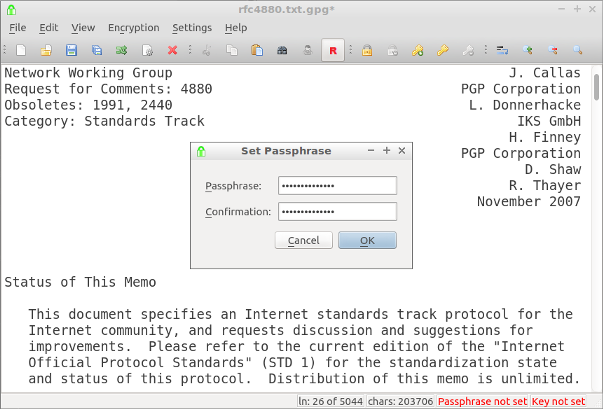 rfc4880.txt.gpg*
File Edit View Encryption Settings Help
R
Network Working Group J. Callas
Request for Comments: 4880 PGP Corporation
Obsoletes: 1991, 2440 L. Donnerhacke
Category: Standards Track IKS GmbH
H. Finney
PGP Corporation
D. Shaw
R. Thayer
November 2007
Set Passphrase
Passphrase: ••••••••••••••
Confirmation: ••••••••••••••
Cancel OK
Status of This Memo
This document specifies an Internet standards track protocol for the
Internet community, and requests discussion and suggestions for
improvements. Please refer to the current edition of the "Internet
Official Protocol Standards" (STD 1) for the standardization state
and status of this protocol. Distribution of this memo is unlimited.
ln: 26 of 5044 chars: 203706 Passphrase not set Key not set